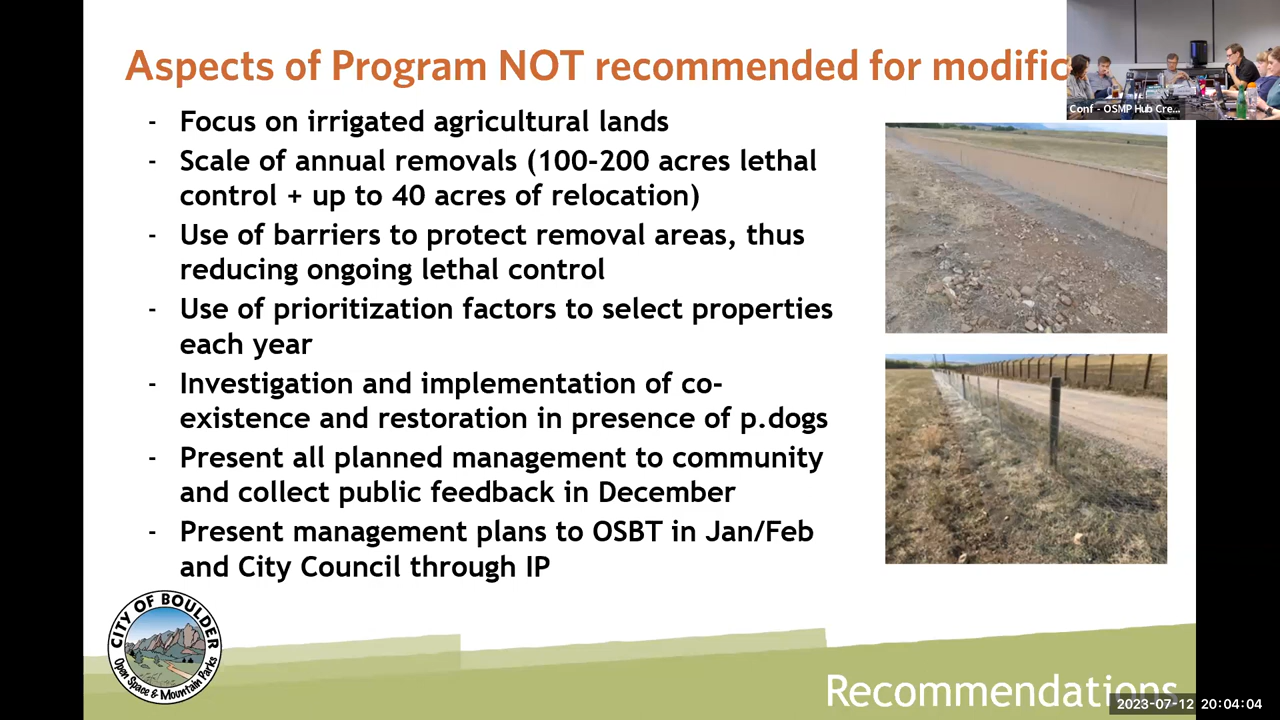 Aspects of Program NOT recommended for modific
Conf - OSMP Hub Cre...
- Focus on irrigated agricultural lands
- Scale of annual removals (100-200 acres lethal
control + up to 40 acres of relocation)
- Use of barriers to protect removal areas, thus
reducing ongoing lethal control
- Use of prioritization factors to select properties
each year
- Investigation and implementation of co-
existence and restoration in presence of p.dogs
- Present all planned management to community
and collect public feedback in December
- Present management plans to OSBT in Jan/Feb
and City Council through IP
CITY OF BOULDER
Open Space & Mountain Parks
Recommendations
2023-07-12 20:04:04